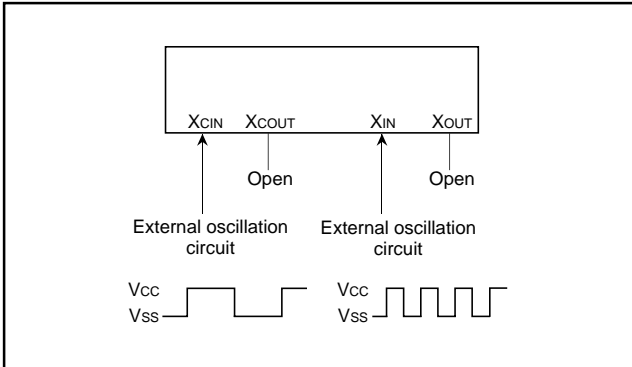 XCIN XCOUT XIN XOUT
Open Open
External oscillation circuit
External oscillation circuit
VCC
VSS
VCC
VSS